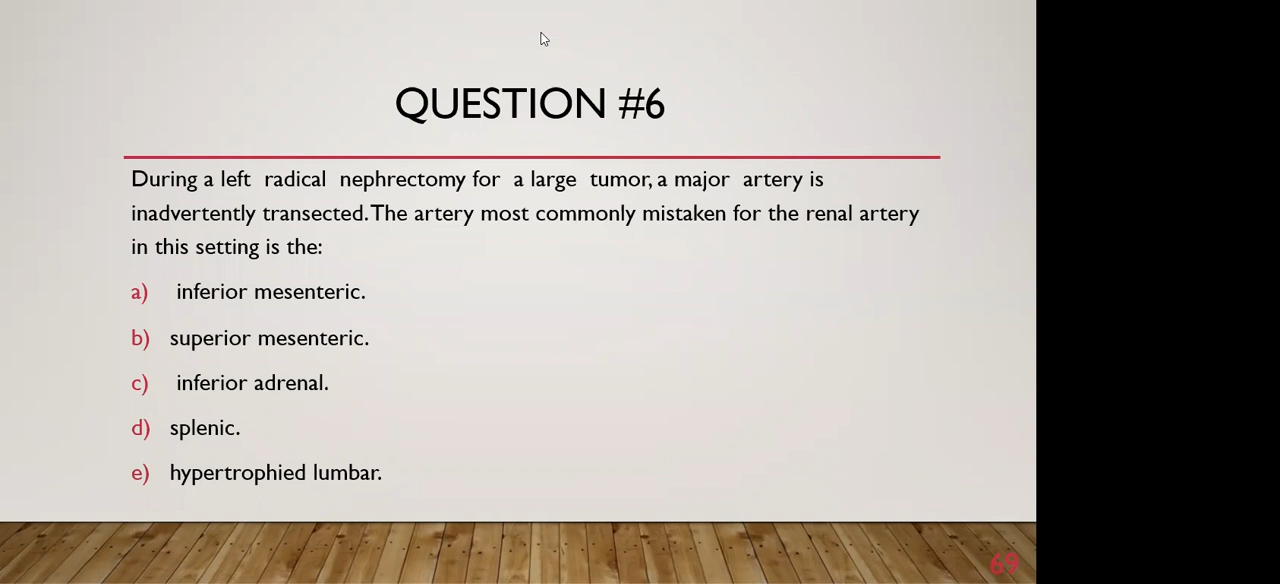 QUESTION #6
During a left radical nephrectomy for a large tumor, a major artery is
inadvertently transected. The artery most commonly mistaken for the renal artery
in this setting is the:
a) inferior mesenteric.
b) superior mesenteric.
c) inferior adrenal.
d) splenic.
e) hypertrophied lumbar.
69